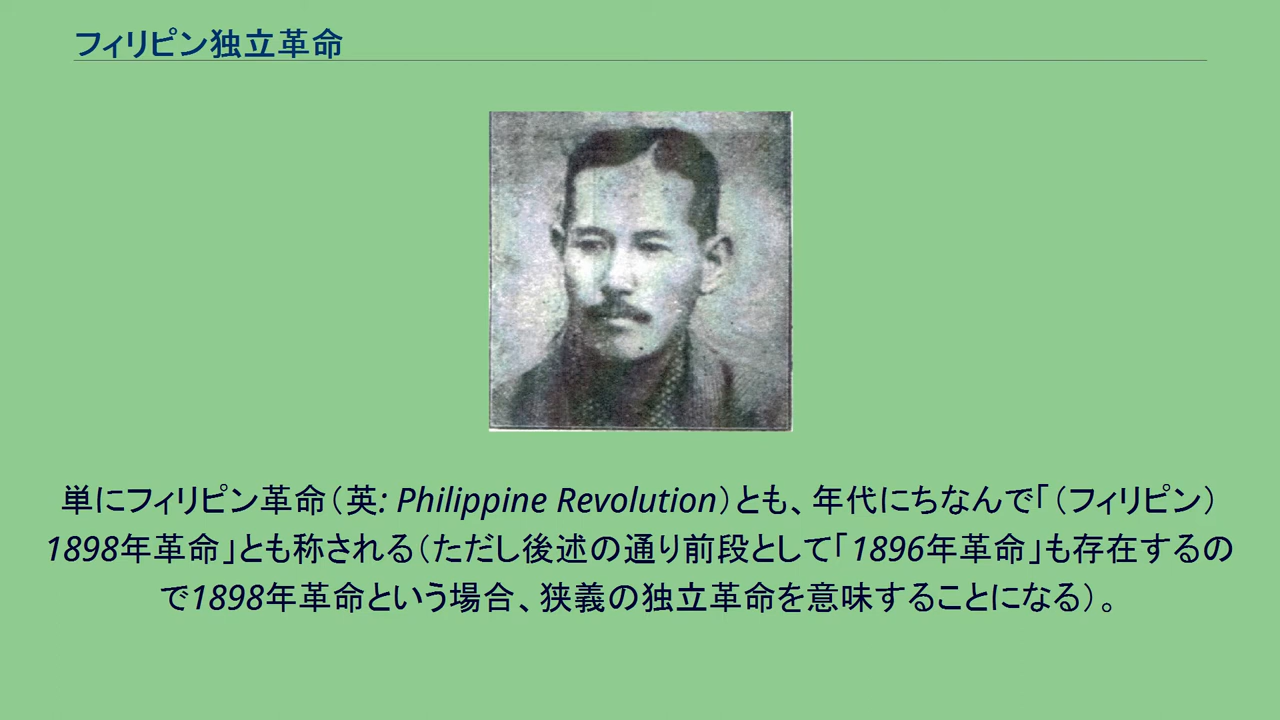 フィリピン独立革命
単にフィリピン革命（英: Philippine Revolution）とも、年代にちなんで「（フィリピン）
1898年革命」とも称される（ただし後述の通り前段として「1896年革命」も存在するの
で1898年革命という場合、狭義の独立革命を意味することになる）。